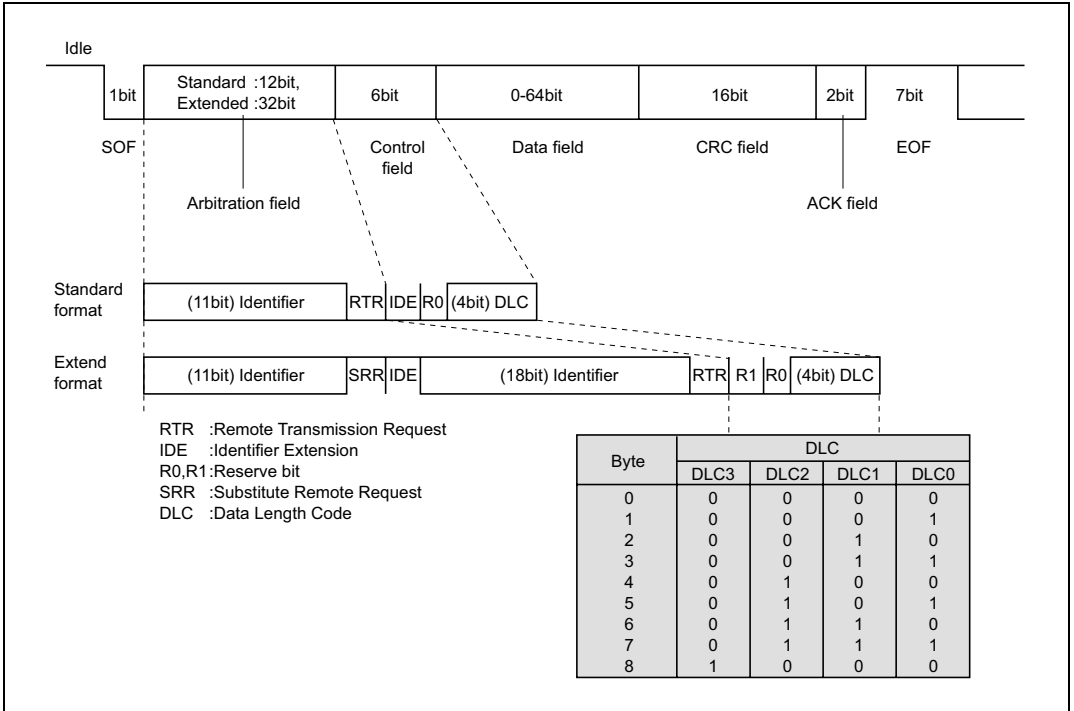 Idle
1bit
Standard :12bit,
Extended :32bit
6bit
0-64bit
16bit
2bit
7bit
SOF
Control
field
Data field
CRC field
EOF
Arbitration field
ACK field
Standard
format
(11bit) Identifier
RTR
IDE
R0
(4bit) DLC
Extend
format
(11bit) Identifier
SRR
IDE
(18bit) Identifier
RTR
R1
R0
(4bit) DLC
RTR :Remote Transmission Request
IDE :Identifier Extension
R0,R1:Reserve bit
SRR :Substitute Remote Request
DLC :Data Length Code
Byte DLC
DLC3 DLC2 DLC1 DLC0
0 0 0 0 0
1 0 0 0 1
2 0 0 1 0
3 0 0 1 1
4 0 1 0 0
5 0 1 0 1
6 0 1 1 0
7 0 1 1 1
8 1 0 0 0